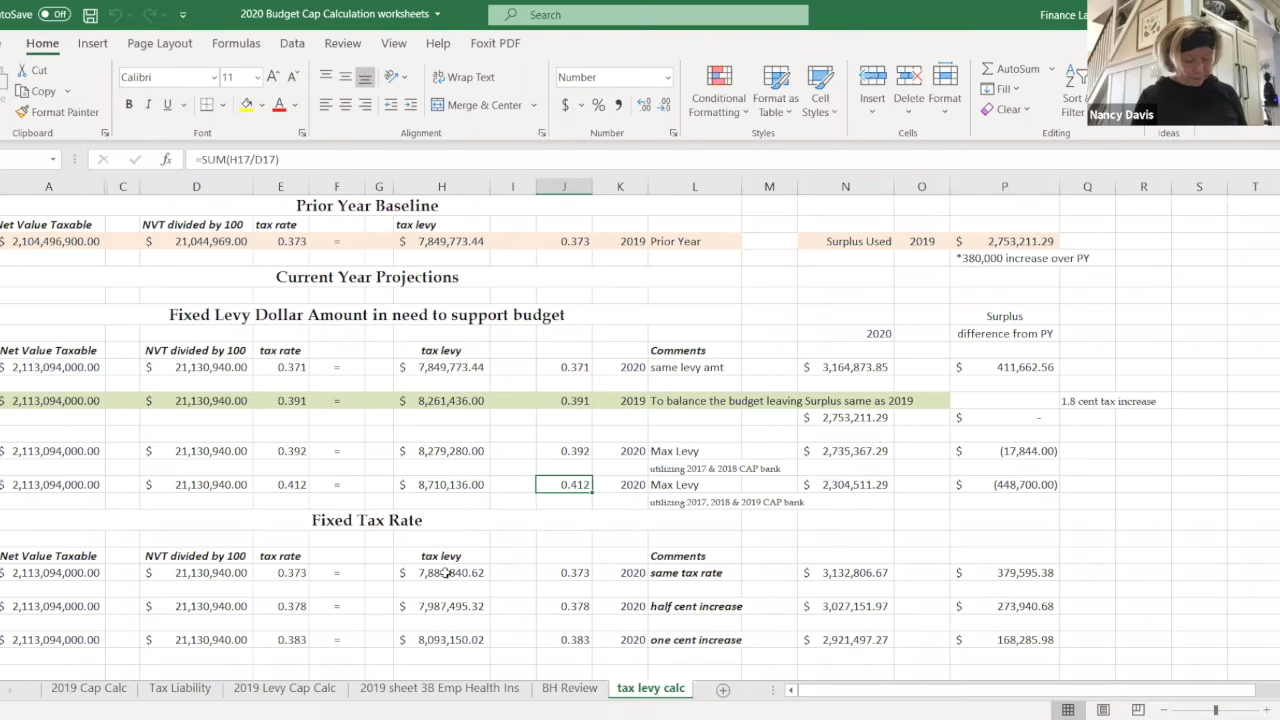 AutoSave Off 2020 Budget Cap Calculation worksheets Search Finance La
Home Insert Page Layout Formulas Data Review View Help Foxit PDF
Cut
Copy
Format Painter
Clipboard
Calibri 11
B I U
Font
Wrap Text
Merge & Center
Alignment
Number
$ %
Number
Conditional Formatting
Format as Table
Cell Styles
Styles
Insert Delete Format
Cells
AutoSum
Fill
Clear
Sort
Filter
Editing
Ideas
Nancy Davis
=SUM(H17/D17)
A C D E F G H I J K L M N O P Q R S T
Prior Year Baseline
Net Value Taxable NVT divided by 100 tax rate tax levy
$ 2,104,496,900.00 $ 21,044,969.00 0.373 = $ 7,849,773.44 0.373 2019 Prior Year Surplus Used 2019 $ 2,753,211.29
*380,000 increase over PY
Current Year Projections
Fixed Levy Dollar Amount in need to support budget Surplus
2020 difference from PY
Net Value Taxable NVT divided by 100 tax rate tax levy Comments
$ 2,113,094,000.00 $ 21,130,940.00 0.371 = $ 7,849,773.44 0.371 2020 same levy amt $ 3,164,873.85 $ 411,662.56
$ 2,113,094,000.00 $ 21,130,940.00 0.391 = $ 8,261,436.00 0.391 2019 To balance the budget leaving Surplus same as 2019 1.8 cent tax increase
$ 2,753,211.29 $ -
$ 2,113,094,000.00 $ 21,130,940.00 0.392 = $ 8,279,280.00 0.392 2020 Max Levy $ 2,735,367.29 $ (17,844.00)
utilizing 2017 & 2018 CAP bank
$ 2,113,094,000.00 $ 21,130,940.00 0.412 = $ 8,710,136.00 0.412 2020 Max Levy $ 2,304,511.29 $ (448,700.00)
utilizing 2017, 2018 & 2019 CAP bank
Fixed Tax Rate
Net Value Taxable NVT divided by 100 tax rate tax levy Comments
$ 2,113,094,000.00 $ 21,130,940.00 0.373 = $ 0.373 2020 same tax rate $ 3,132,806.67 $ 379,595.38
$ 2,113,094,000.00 $ 21,130,940.00 0.378 = $ 7,987,495.32 0.378 2020 half cent increase $ 3,027,151.97 $ 273,940.68
$ 2,113,094,000.00 $ 21,130,940.00 0.383 = $ 8,093,150.02 0.383 2020 one cent increase $ 2,921,497.27 $ 168,285.98
2019 Cap Calc Tax Liability 2019 Levy Cap Calc 2019 sheet 3B Emp Health Ins BH Review tax levy calc